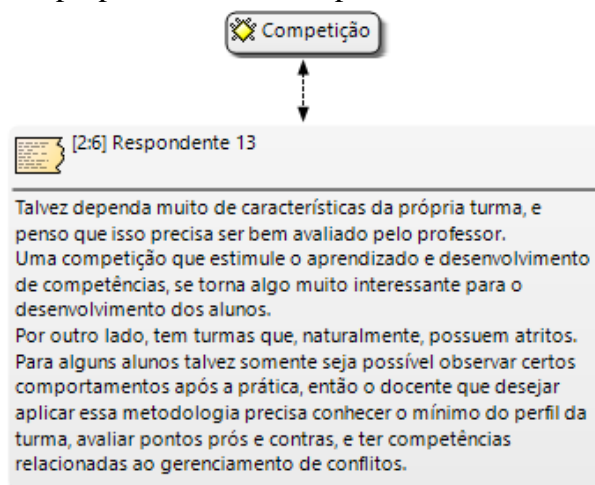 Competição
[2:6] Respondente 13
Talvez dependa muito de características da própria turma, e
penso que isso precisa ser bem avaliado pelo professor.
Uma competição que estimule o aprendizado e desenvolvimento
de competências, se torna algo muito interessante para o
desenvolvimento dos alunos.
Por outro lado, tem turmas que, naturalmente, possuem atritos.
Para alguns alunos talvez somente seja possível observar certos
comportamentos após a prática, então o docente que desejar
aplicar essa metodologia precisa conhecer o mínimo do perfil da
turma, avaliar pontos prós e contras, e ter competências
relacionadas ao gerenciamento de conflitos.